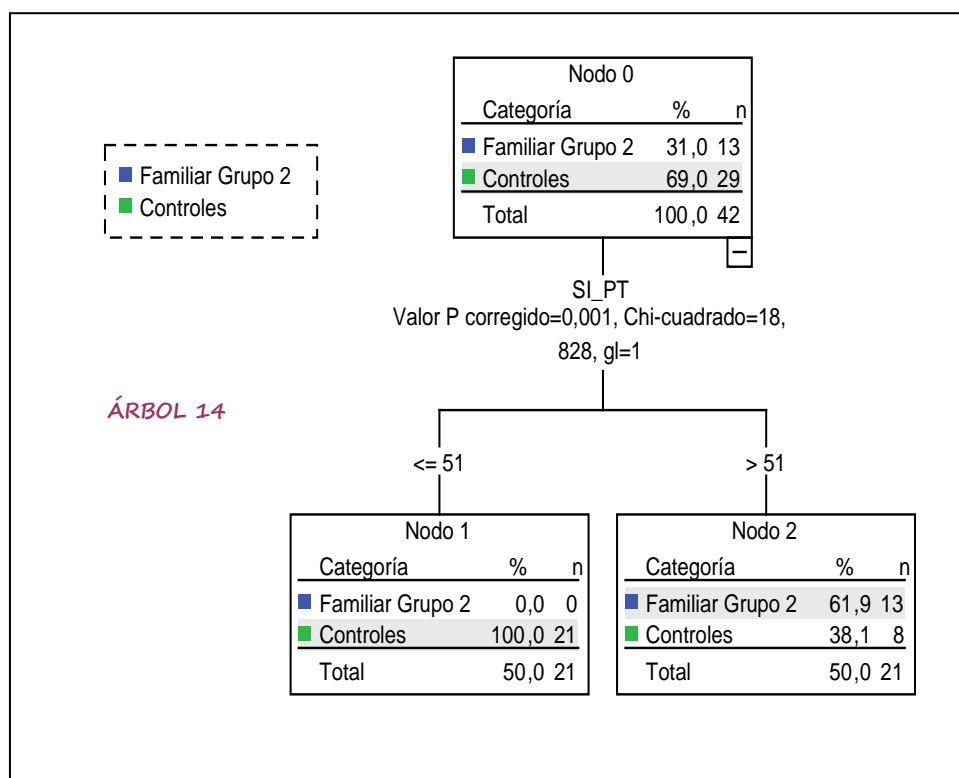 Nodo 0
Categoría % n
Familiar Grupo 2 31,0 13
Controles 69,0 29
Total 100,0 42
Familiar Grupo 2
Controles
SI_PT
Valor P corregido=0,001, Chi-cuadrado=18,
828, gl=1
ÁRBOL 14
<= 51
> 51
Nodo 1
Categoría % n
Familiar Grupo 2 0,0 0
Controles 100,0 21
Total 50,0 21
Nodo 2
Categoría % n
Familiar Grupo 2 61,9 13
Controles 38,1 8
Total 50,0 21